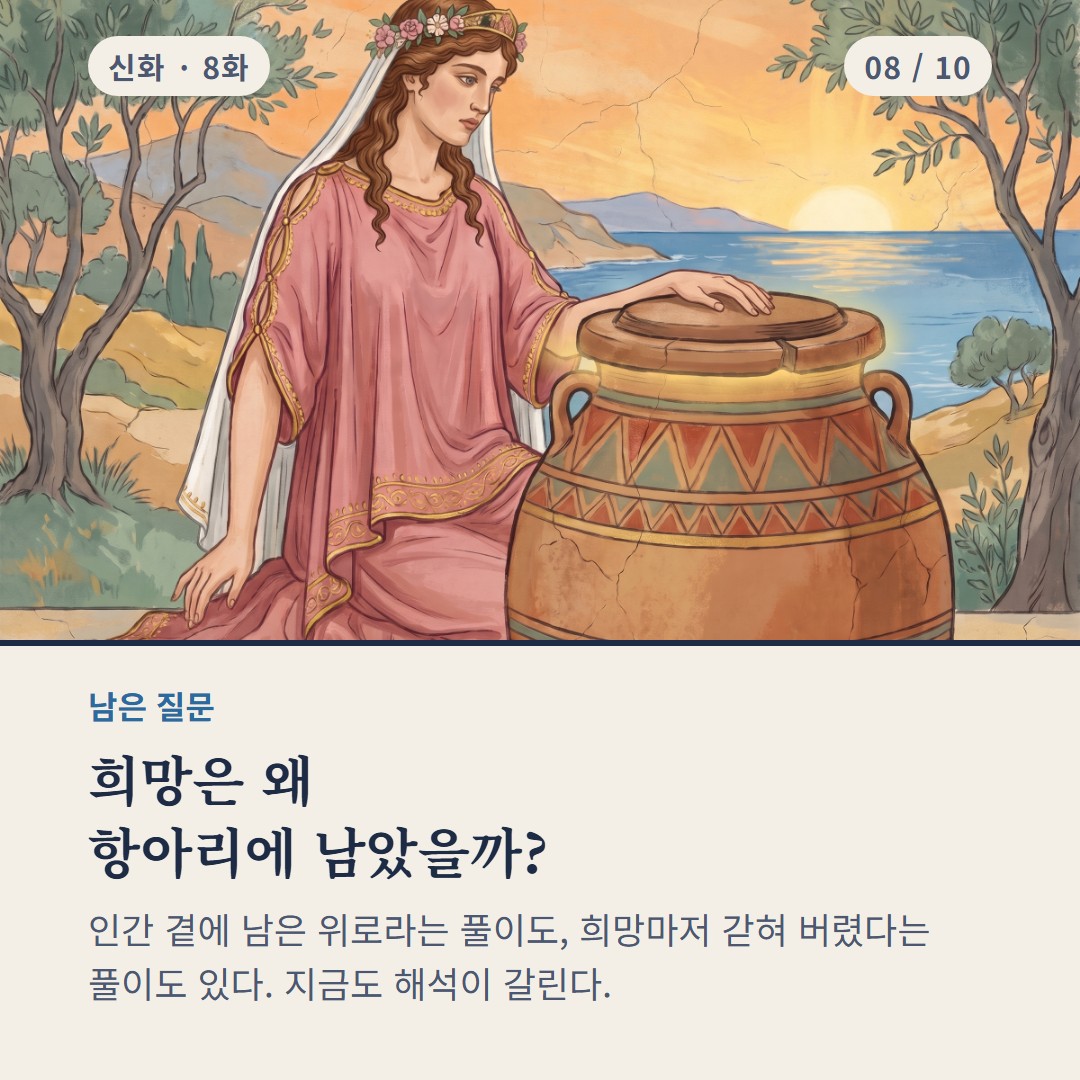 신화 · 8화
08 / 10
남은 질문
희망은 왜
항아리에 남았을까?
인간 곁에 남은 위로라는 풀이도, 희망마저 갇혀 버렸다는
풀이도 있다. 지금도 해석이 갈린다.